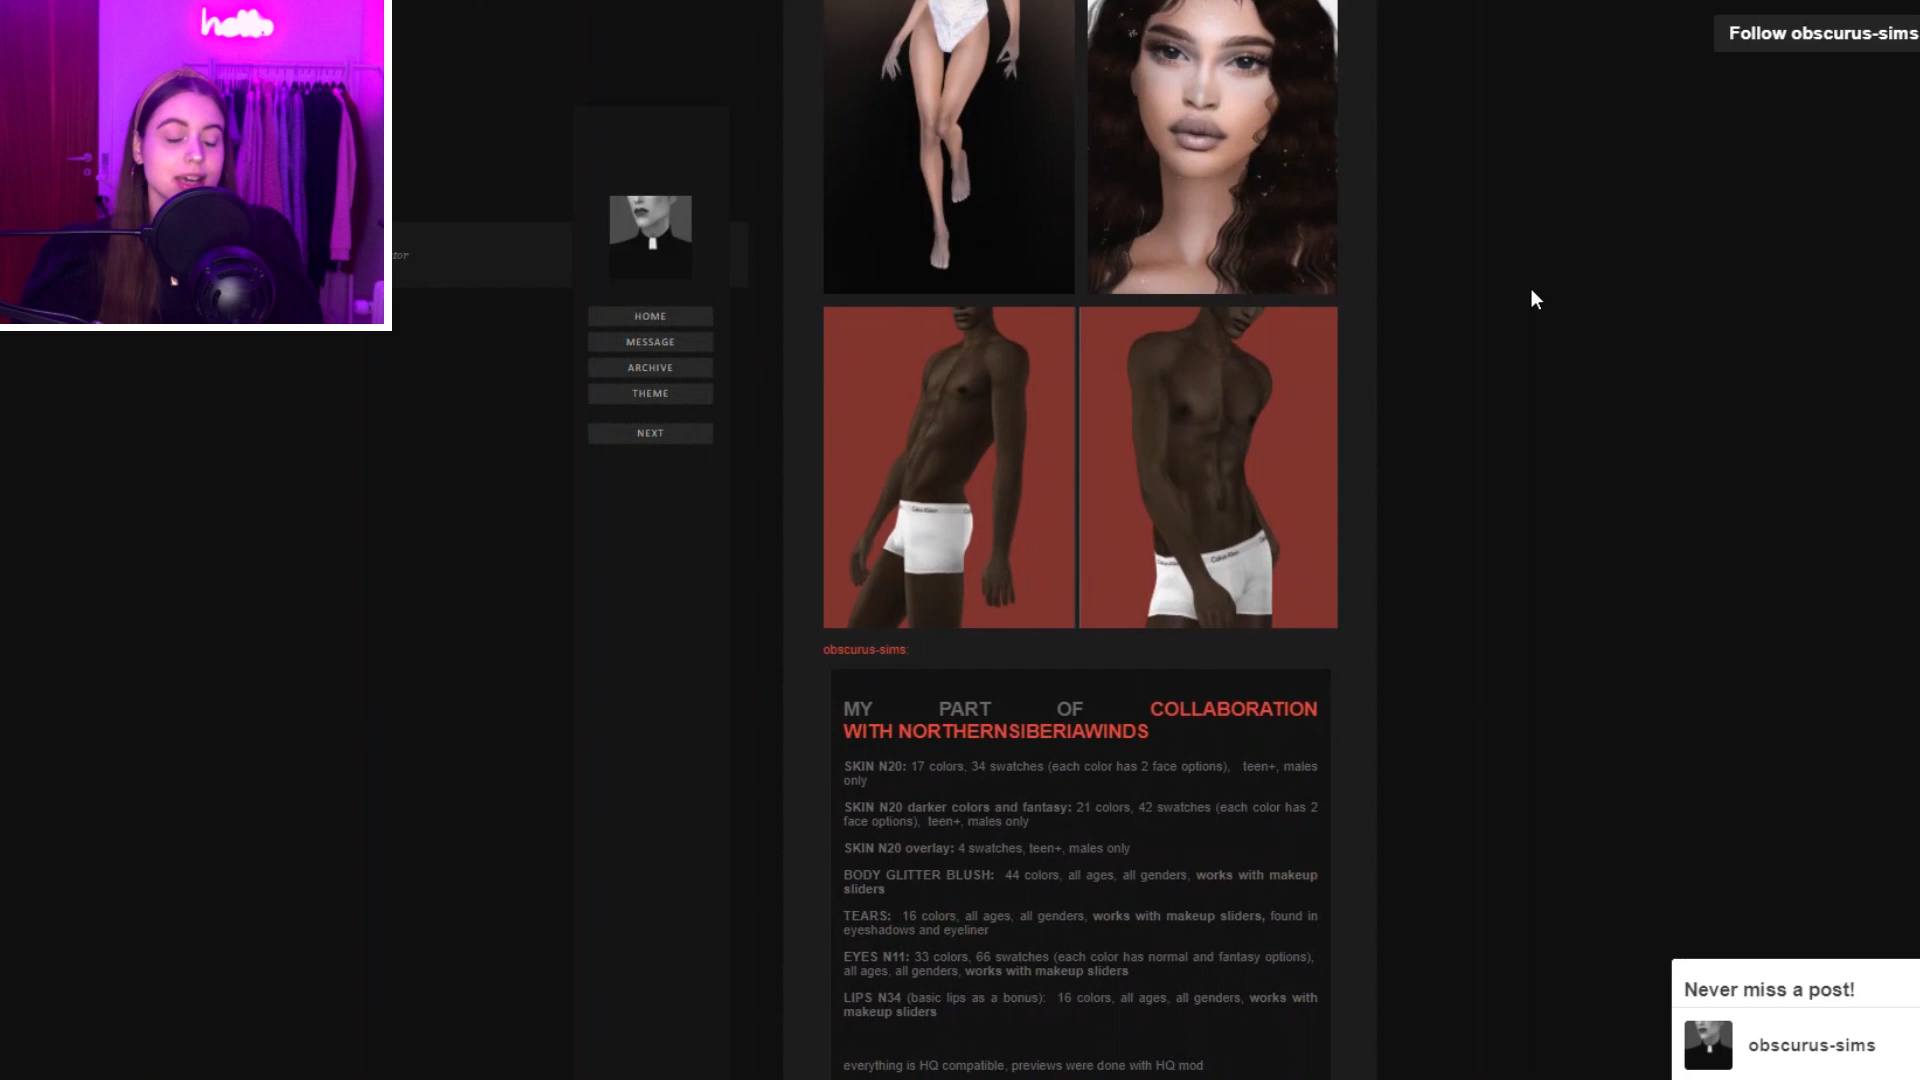 hello
Follow obscurus-sims
tor
HOME
MESSAGE
ARCHIVE
THEME
NEXT
Calvin Klein
Calvin Klein
obscurus-sims:
MY PART OF COLLABORATION
WITH NORTHERNSIBERIAWINDS
SKIN N20: 17 colors, 34 swatches (each color has 2 face options), teen+, males
only
SKIN N20 darker colors and fantasy: 21 colors, 42 swatches (each color has 2
face options), teen+, males only
SKIN N20 overlay: 4 swatches, teen+, males only
BODY GLITTER BLUSH: 44 colors, all ages, all genders, works with makeup
sliders
TEARS: 16 colors, all ages, all genders, works with makeup sliders, found in
eyeshadows and eyeliner
EYES N11: 33 colors, 66 swatches (each color has normal and fantasy options),
all ages, all genders, works with makeup sliders
LIPS N34 (basic lips as a bonus): 16 colors, all ages, all genders, works with
makeup sliders
everything is HQ compatible, previews were done with HQ mod
Never miss a post!
obscurus-sims